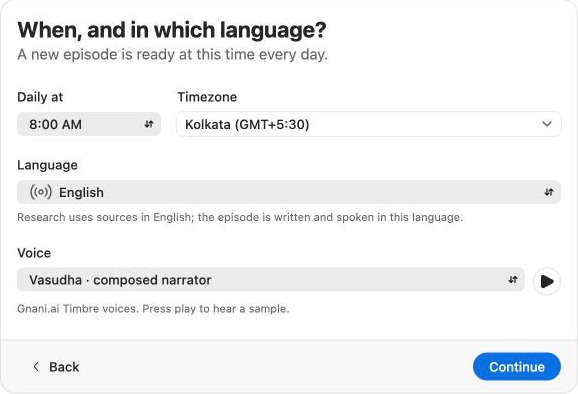 When, and in which language?
A new episode is ready at this time every day.
Daily at
Timezone
8:00 AM
Kolkata (GMT+5:30)
Language
English
Research uses sources in English; the episode is written and spoken in this language.
Voice
Vasudha · composed narrator
Gnani.ai Timbre voices. Press play to hear a sample.
Back
Continue